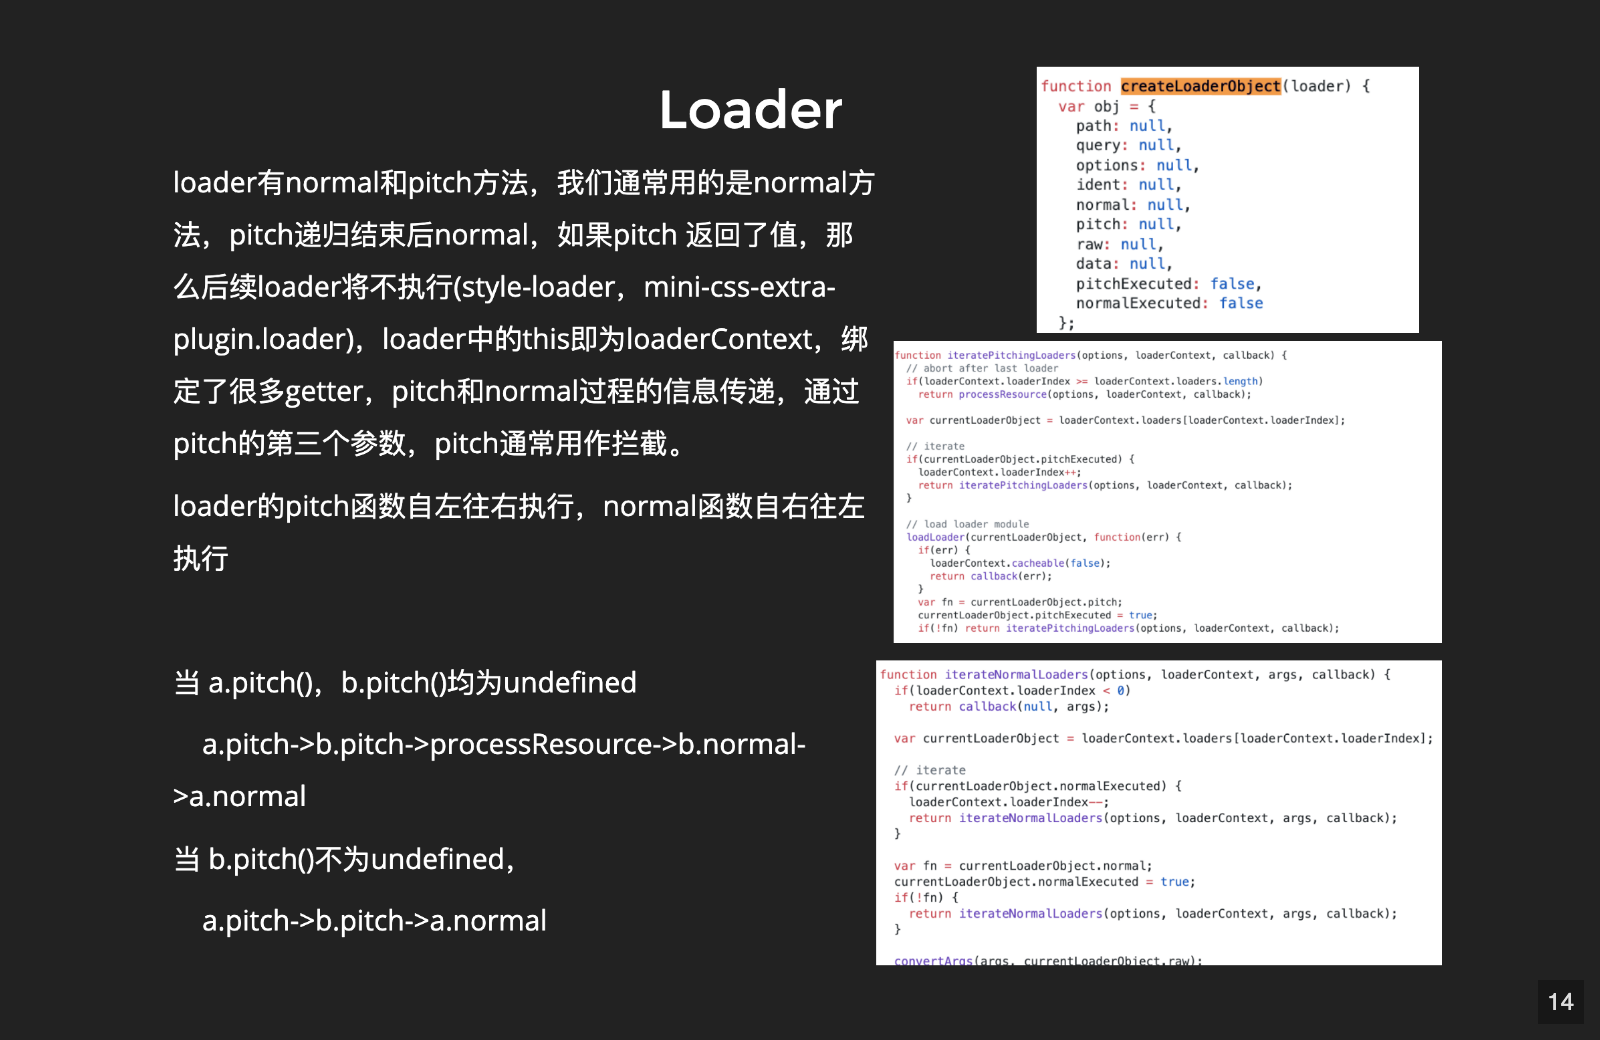 Loader
loader有normal和pitch方法，我们通常用的是normal方
法，pitch递归结束后normal，如果pitch 返回了值，那
么后续loader将不执行(style-loader，mini-css-extra-
plugin.loader)，loader中的this即为loaderContext，绑
定了很多getter，pitch和normal过程的信息传递，通过
pitch的第三个参数，pitch通常用作拦截。
loader的pitch函数自左往右执行，normal函数自右往左
执行
当 a.pitch()，b.pitch()均为undefined
a.pitch->b.pitch->processResource->b.normal-
>a.normal
当 b.pitch()不为undefined，
a.pitch->b.pitch->a.normal
function createLoaderObject(loader) {
var obj = {
path: null,
query: null,
options: null,
ident: null,
normal: null,
pitch: null,
raw: null,
data: null,
pitchExecuted: false,
normalExecuted: false
};
function iteratePitchingLoaders(options, loaderContext, callback) {
// abort after last loader
if(loaderContext.loaderIndex >= loaderContext.loaders.length)
return processResource(options, loaderContext, callback);
var currentLoaderObject = loaderContext.loaders[loaderContext.loaderIndex];
// iterate
if(currentLoaderObject.pitchExecuted) {
loaderContext.loaderIndex++;
return iteratePitchingLoaders(options, loaderContext, callback);
}
// load loader module
loadLoader(currentLoaderObject, function(err) {
if(err) {
loaderContext.cacheable(false);
return callback(err);
}
var fn = currentLoaderObject.pitch;
currentLoaderObject.pitchExecuted = true;
if(!fn) return iteratePitchingLoaders(options, loaderContext, callback);
function iterateNormalLoaders(options, loaderContext, args, callback) {
if(loaderContext.loaderIndex < 0)
return callback(null, args);
var currentLoaderObject = loaderContext.loaders[loaderContext.loaderIndex];
// iterate
if(currentLoaderObject.normalExecuted) {
loaderContext.loaderIndex--;
return iterateNormalLoaders(options, loaderContext, args, callback);
}
var fn = currentLoaderObject.normal;
currentLoaderObject.normalExecuted = true;
if(!fn) {
return iterateNormalLoaders(options, loaderContext, args, callback);
}
convertArgs(args, currentLoaderObject.raw);
14